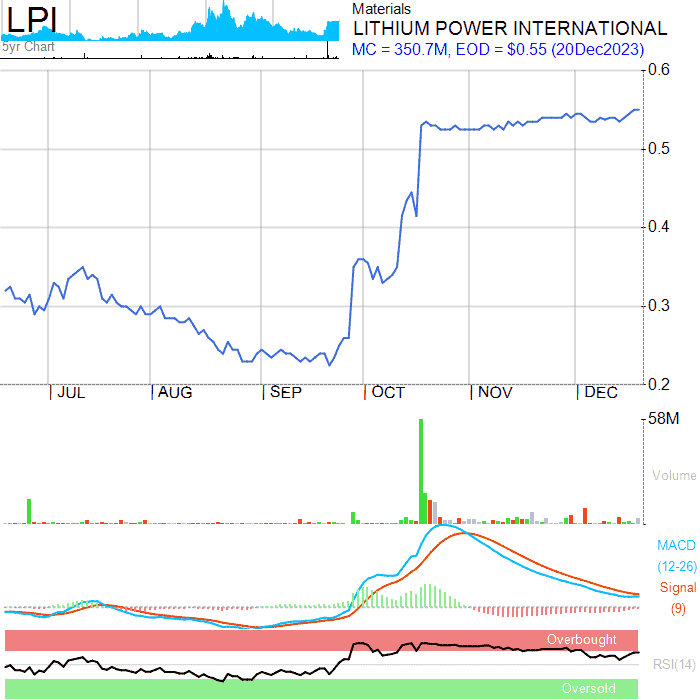 LPI
5yr Chart
Materials
LITHIUM POWER INTERNATIONAL
MC = 350.7M, EOD = $0.55 (20Dec2023)
0.6
0.5
0.4
0.3
0.2
JUL
AUG
SEP
OCT
NOV
DEC
58M
Volume
MACD
(12-26)
Signal
(9)
Overbought
RSI(14)
Oversold